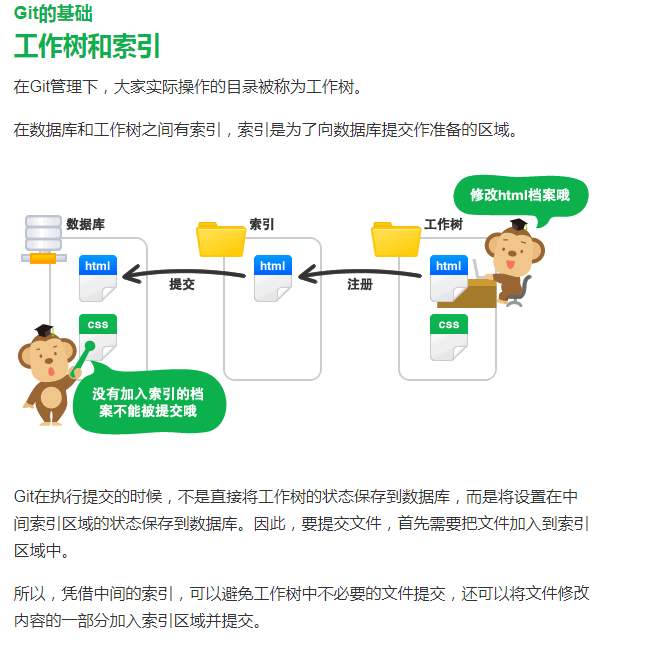 Git的基础
工作树和索引
在Git管理下，大家实际操作的目录被称为工作树。
在数据库和工作树之间有索引，索引是为了向数据库提交作准备的区域。
修改html档案哦
数据库
索引
工作树
html
html
html
提交
注册
css
css
没有加入索引的档
案不能被提交哦
Git在执行提交的时候，不是直接将工作树的状态保存到数据库，而是将设置在中
间索引区域的状态保存到数据库。因此，要提交文件，首先需要把文件加入到索引
区域中。
所以，凭借中间的索引，可以避免工作树中不必要的文件提交，还可以将文件修改
内容的一部分加入索引区域并提交。